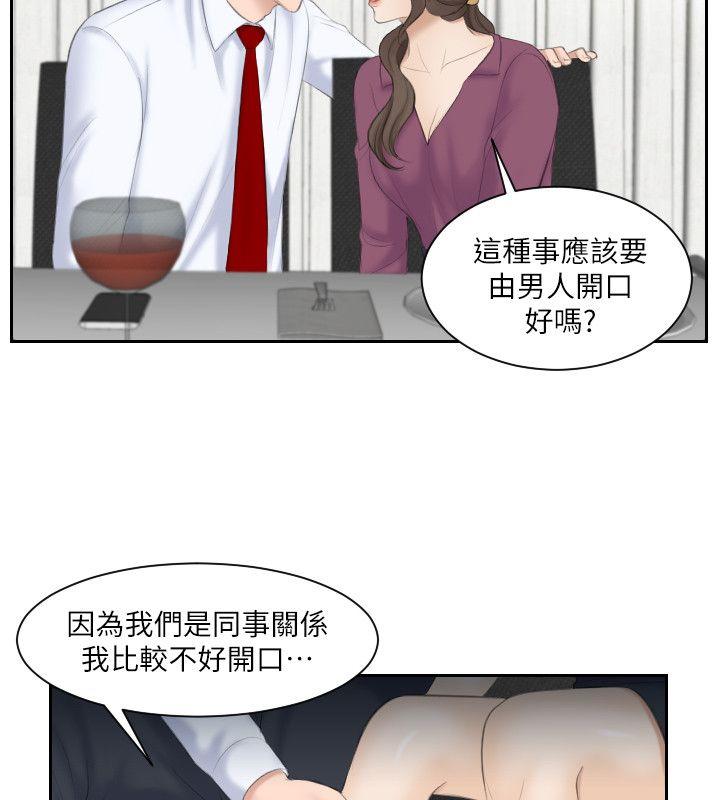 這種事應該要
由男人開口
好嗎?
因為我們是同事關係
我比較不好開口…